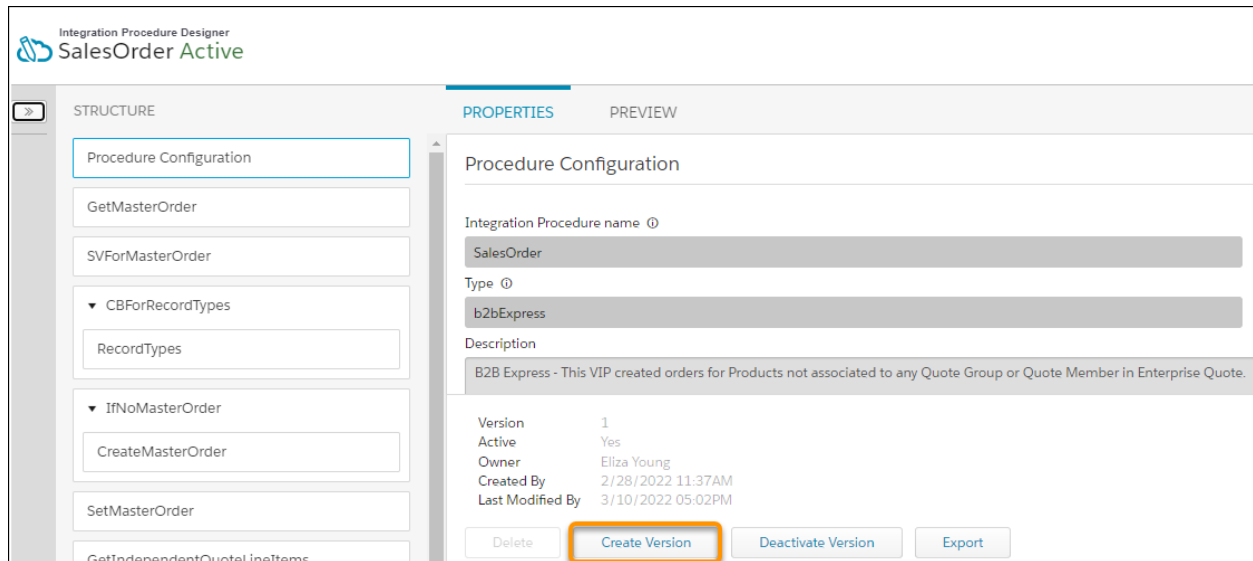 Integration Procedure Designer
SalesOrder Active
STRUCTURE
Procedure Configuration
GetMasterOrder
SVForMasterOrder
CBForRecordTypes
RecordTypes
IfNoMasterOrder
CreateMasterOrder
SetMasterOrder
GetIndependentQuoteLineItems
PROPERTIES PREVIEW
Procedure Configuration
Integration Procedure name
SalesOrder
Type
b2bExpress
Description
B2B Express - This VIP created orders for Products not associated to any Quote Group or Quote Member in Enterprise Quote.
Version 1
Active Yes
Owner Eliza Young
Created By 2/28/2022 11:37AM
Last Modified By 3/10/2022 05:02PM
Delete Create Version Deactivate Version Export